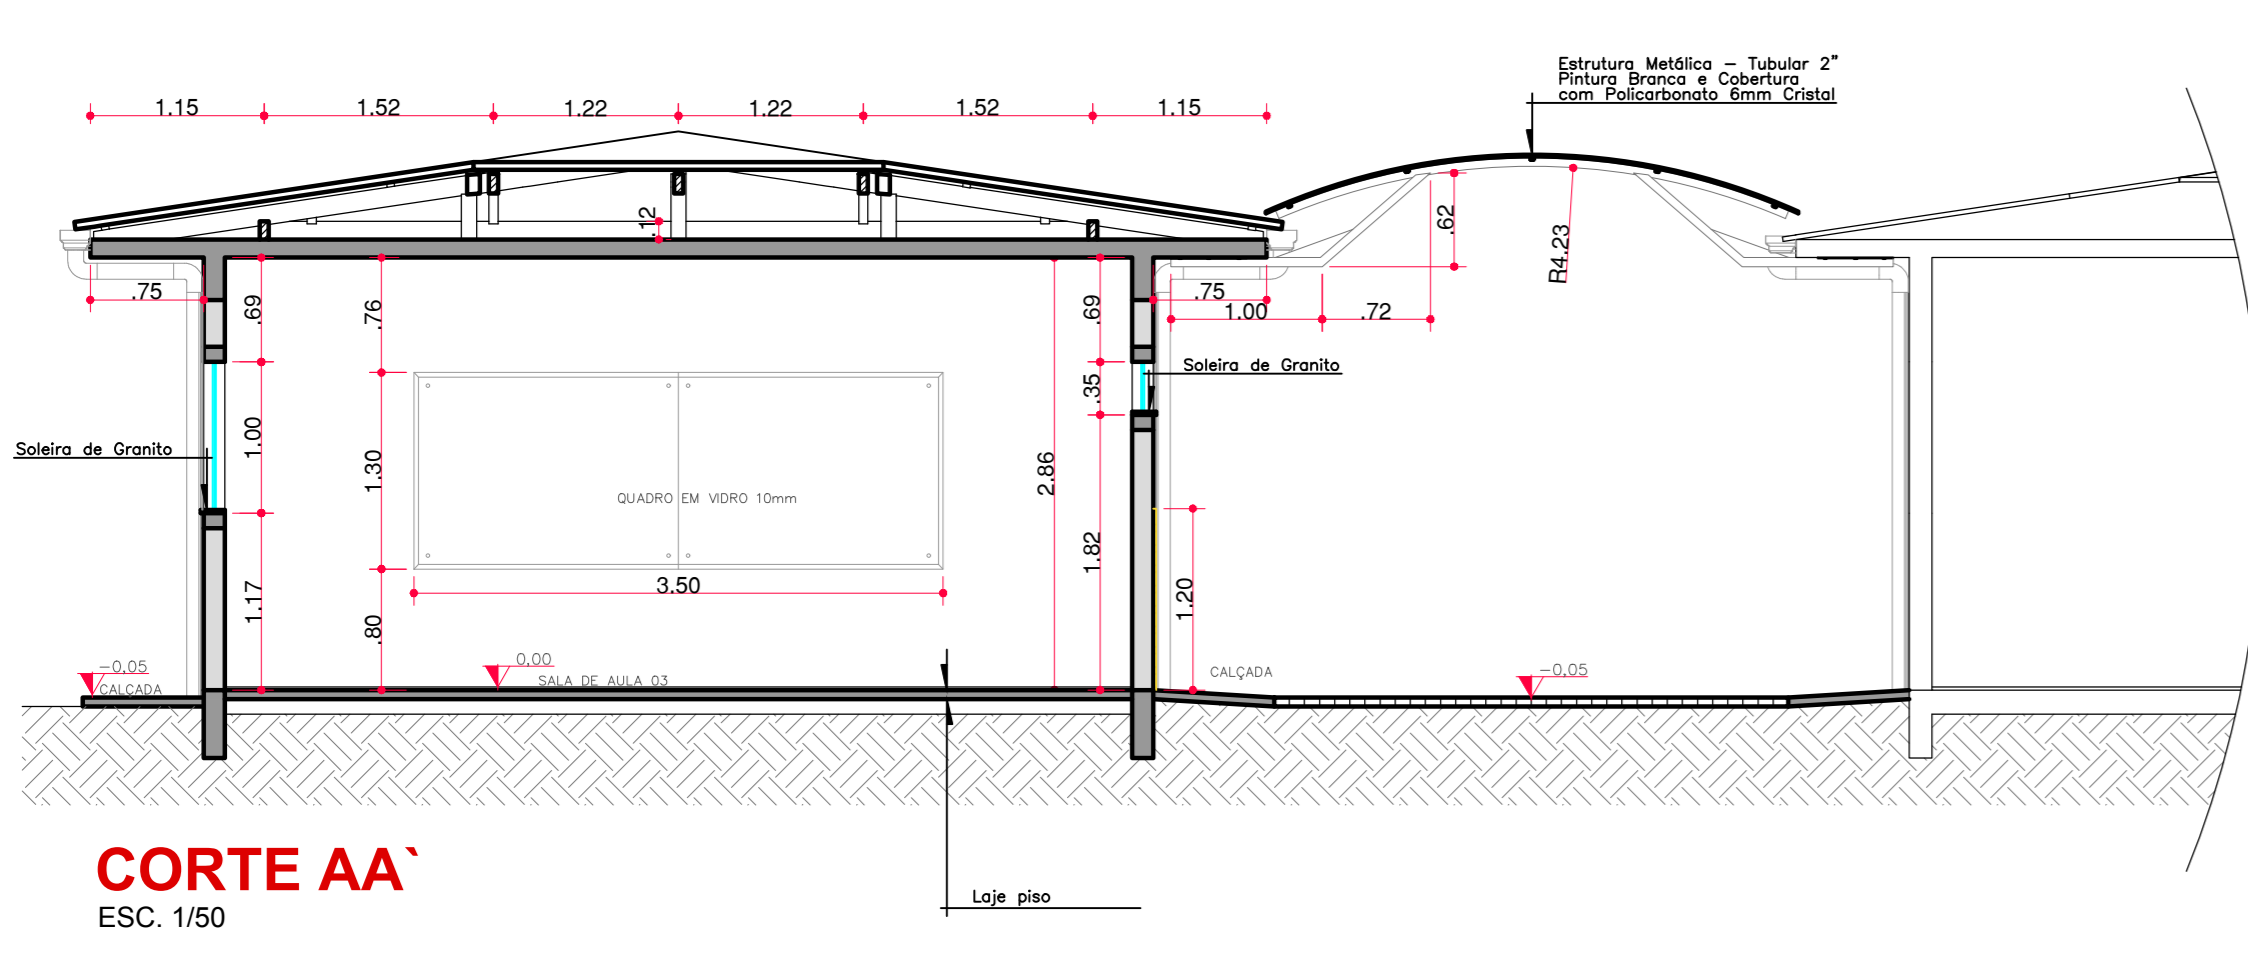 Estrutura Metálica – Tubular 2"
Pintura Branca e Cobertura
com Policarbonato 6mm Cristal
1.15
1.52
1.22
1.22
1.52
1.15
.12
.62
R4.23
.75
.69
.76
.69
.75
1.00
.72
Soleira de Granito
.35
Soleira de Granito
1.00
1.30
2.86
QUADRO EM VIDRO 10mm
1.82
3.50
1.17
.80
1.20
-0,05
CALÇADA
0,00
SALA DE AULA 03
CALÇADA
-0,05
CORTE AA`
ESC. 1/50
Laje piso